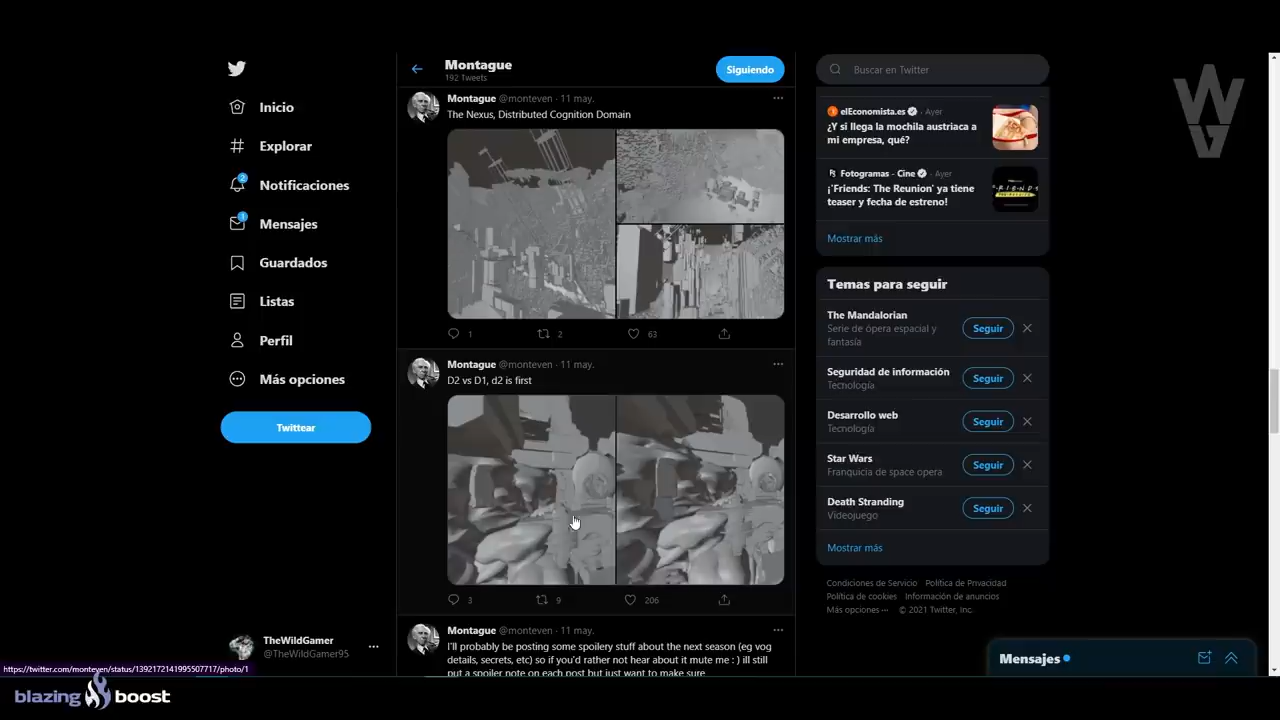 Inicio
Explorar
2
Notificaciones
1
Mensajes
Guardados
Listas
Perfil
Más opciones
Twittear
TheWildGamer
@TheWildGamer95
https://twitter.com/monteven/status/1392172141995507717/photo/1
blazing boost
Montague
192 Tweets
Siguiendo
Montague @monteven · 11 may.
The Nexus, Distributed Cognition Domain
1 2 63
Montague @monteven · 11 may.
D2 vs D1, d2 is first
3 9 206
Montague @monteven · 11 may.
I'll probably be posting some spoilery stuff about the next season (eg vog
details, secrets, etc) so if you'd rather not hear about it mute me : ) ill still
put a spoiler note on each post but just want to make sure
Buscar en Twitter
elEconomista.es · Ayer
¿Y si llega la mochila austriaca a
mi empresa, qué?
Fotogramas - Cine · Ayer
¡'Friends: The Reunion' ya tiene
teaser y fecha de estreno!
F·R·I·E·N·D·S
Mostrar más
Temas para seguir
The Mandalorian
Serie de ópera espacial y
fantasía
Seguir
Seguridad de información
Tecnología
Seguir
Desarrollo web
Tecnología
Seguir
Star Wars
Franquicia de space opera
Seguir
Death Stranding
Videojuego
Seguir
Mostrar más
Condiciones de Servicio Política de Privacidad
Política de cookies Información de anuncios
Más opciones ··· © 2021 Twitter, Inc.
Mensajes